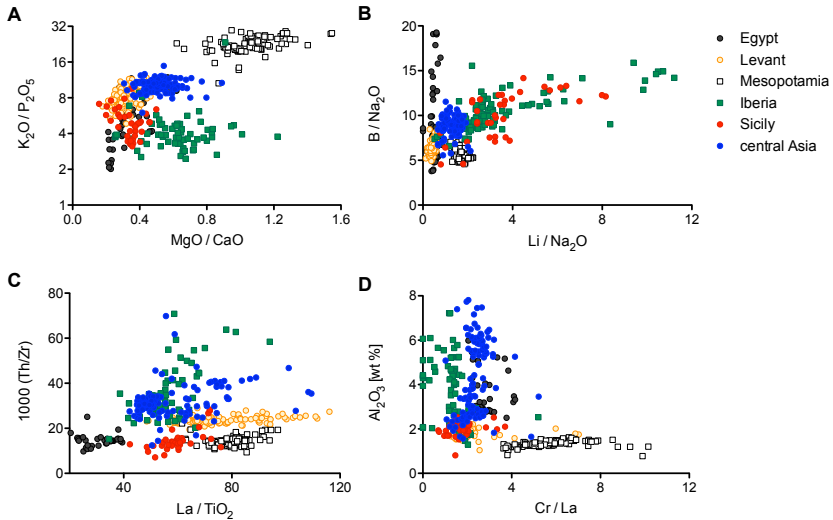 A
K₂O / P₂O₅
32
16
8
4
2
1
0.0
0.4
0.8
1.2
1.6
MgO / CaO
B
B / Na₂O
20
15
10
5
0
0
4
8
12
Li / Na₂O
Egypt
Levant
Mesopotamia
Iberia
Sicily
central Asia
C
1000 (Th/Zr)
80
60
40
20
0
40
80
120
La / TiO₂
D
Al₂O₃ [wt %]
8
6
4
2
0
0
4
8
12
Cr / La